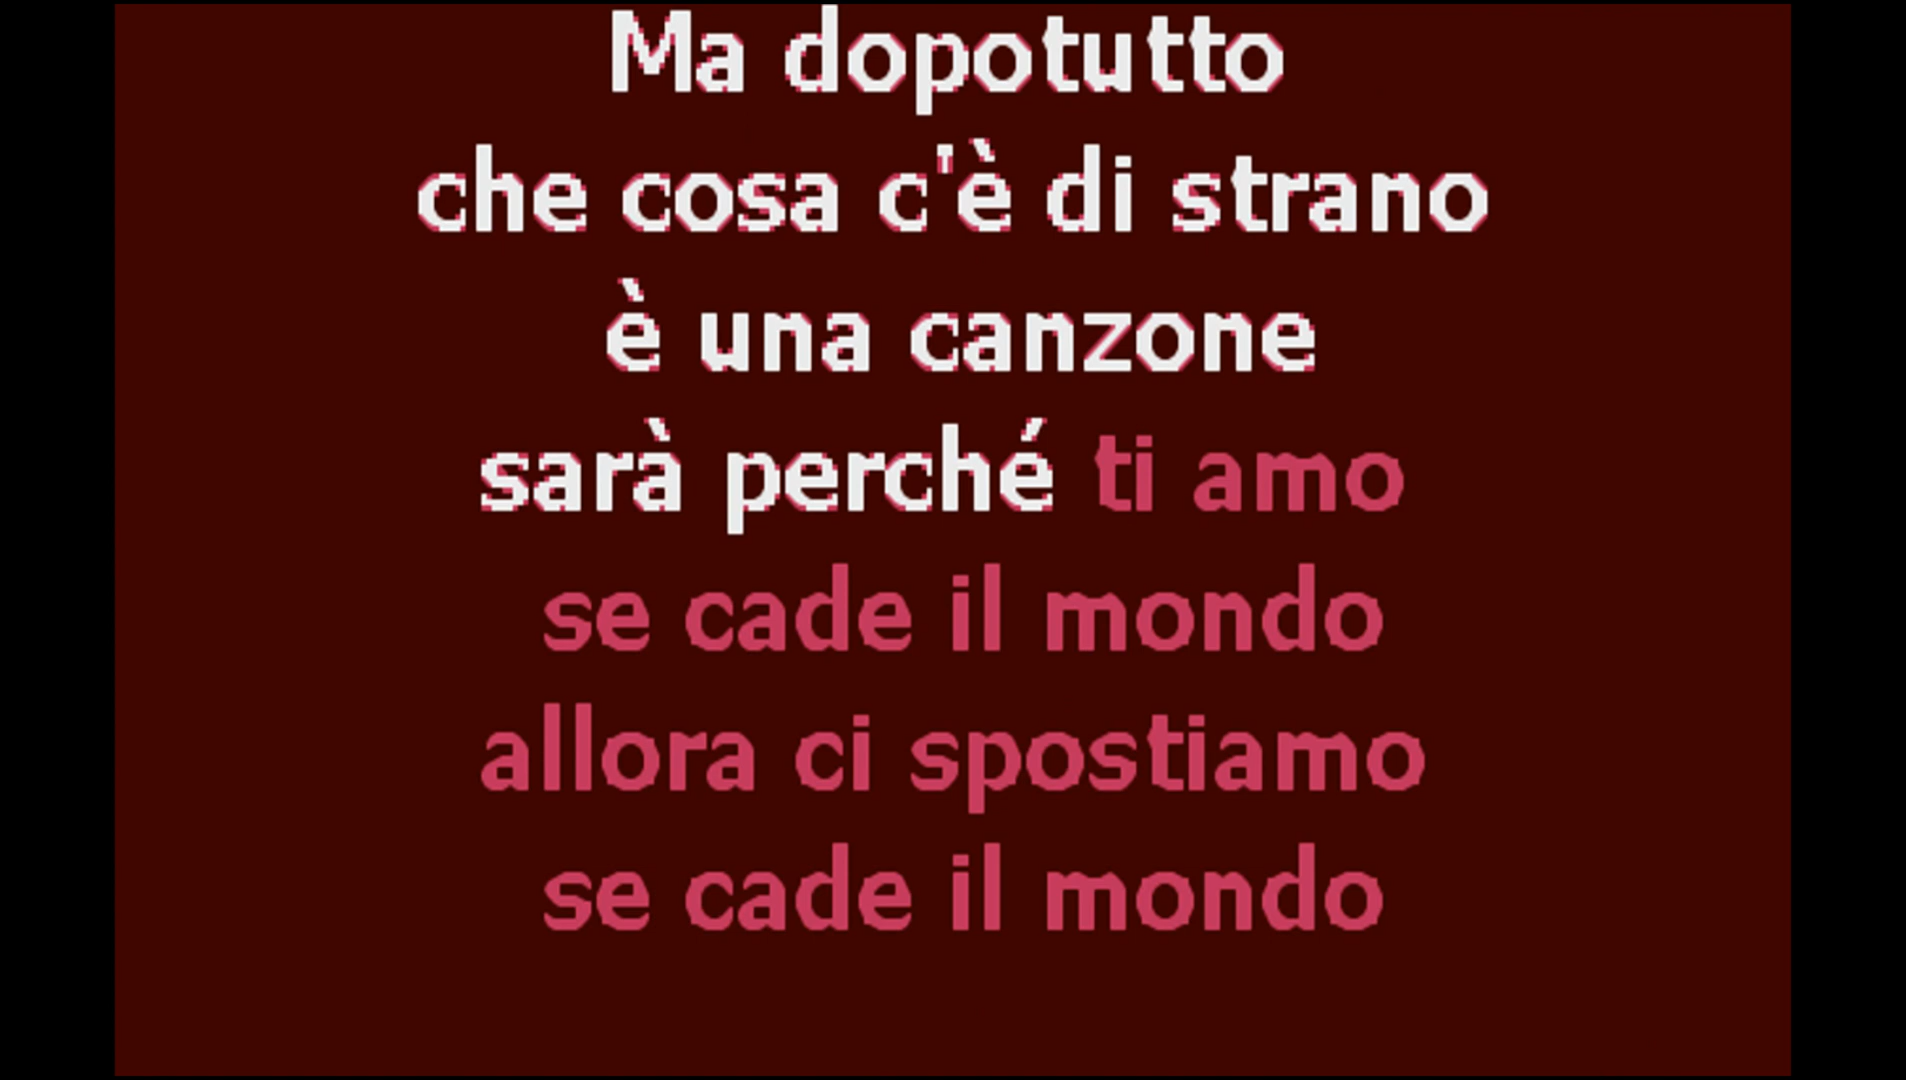 Ma dopotutto
che cosa c'è di strano
è una canzone
sarà perché ti amo
se cade il mondo
allora ci spostiamo
se cade il mondo